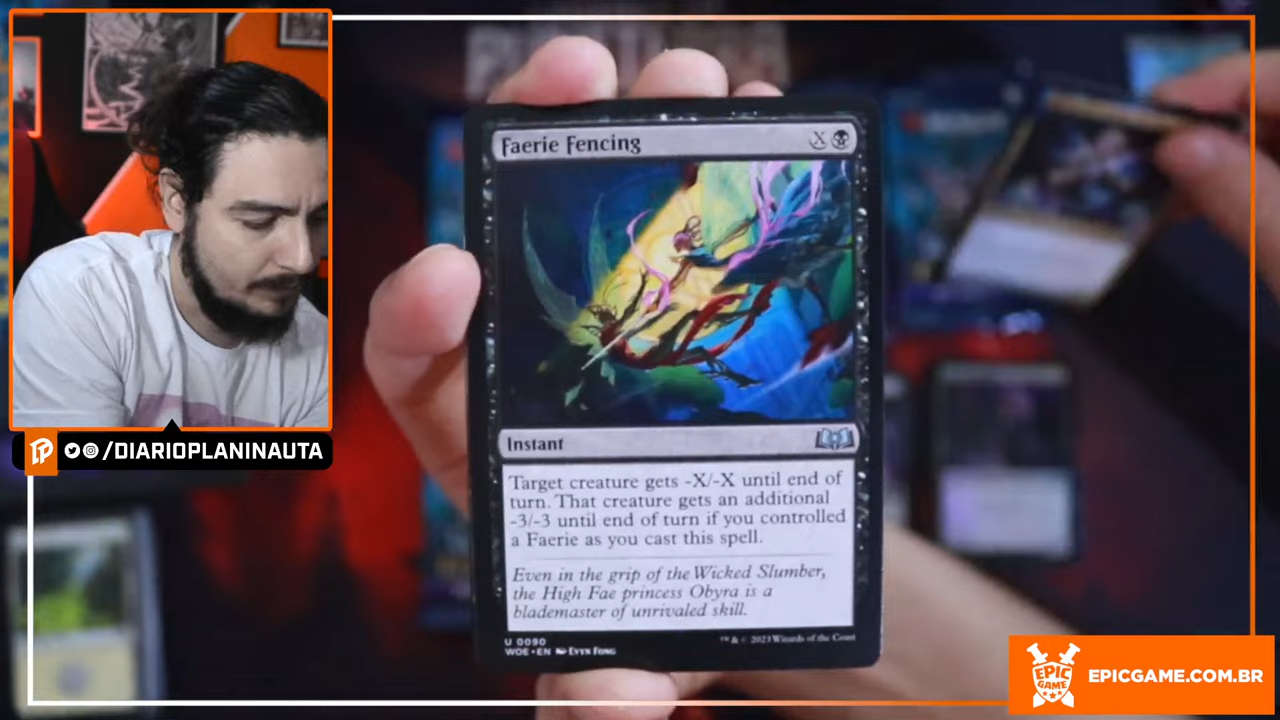 /DIARIOPLANINAUTA
Faerie Fencing
X
Instant
Target creature gets -X/-X until end of
turn. That creature gets an additional
-3/-3 until end of turn if you controlled
a Faerie as you cast this spell.
Even in the grip of the Wicked Slumber,
the High Fae princess Obyra is a
blademaster of unrivaled skill.
U 0090
WOE • EN Evyn Fong
™ & © 2023 Wizards of the Coast
EPIC
GAME
EPICGAME.COM.BR